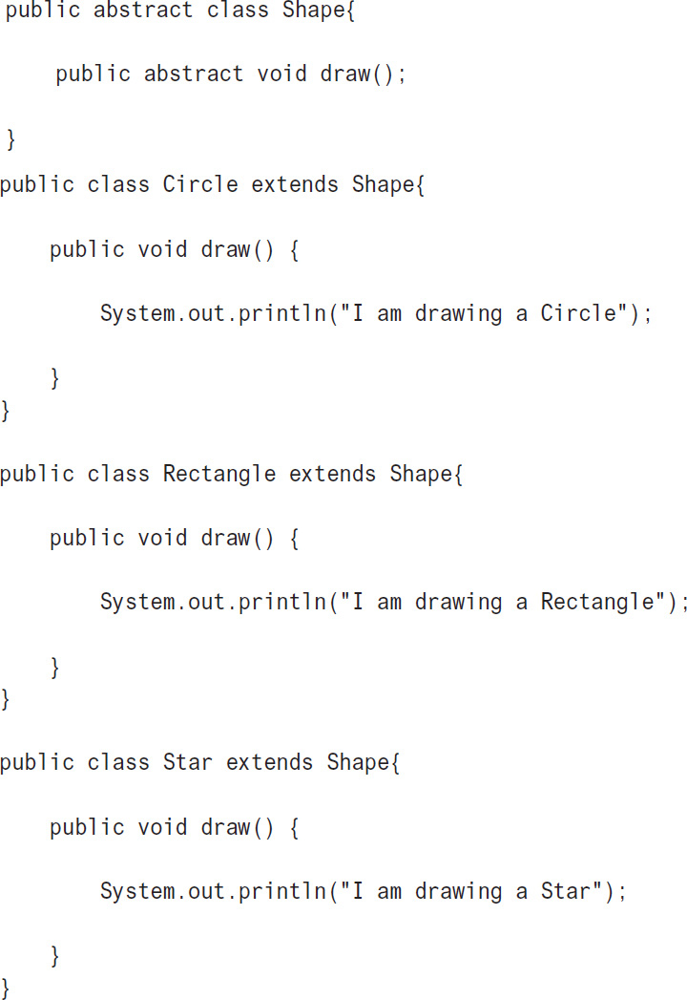 public abstract class Shape{
public abstract void draw();
}
public class Circle extends Shape{
public void draw() {
System.out.println("I am drawing a Circle");
}
}
public class Rectangle extends Shape{
public void draw() {
System.out.println("I am drawing a Rectangle");
}
}
public class Star extends Shape{
public void draw() {
System.out.println("I am drawing a Star");
}
}